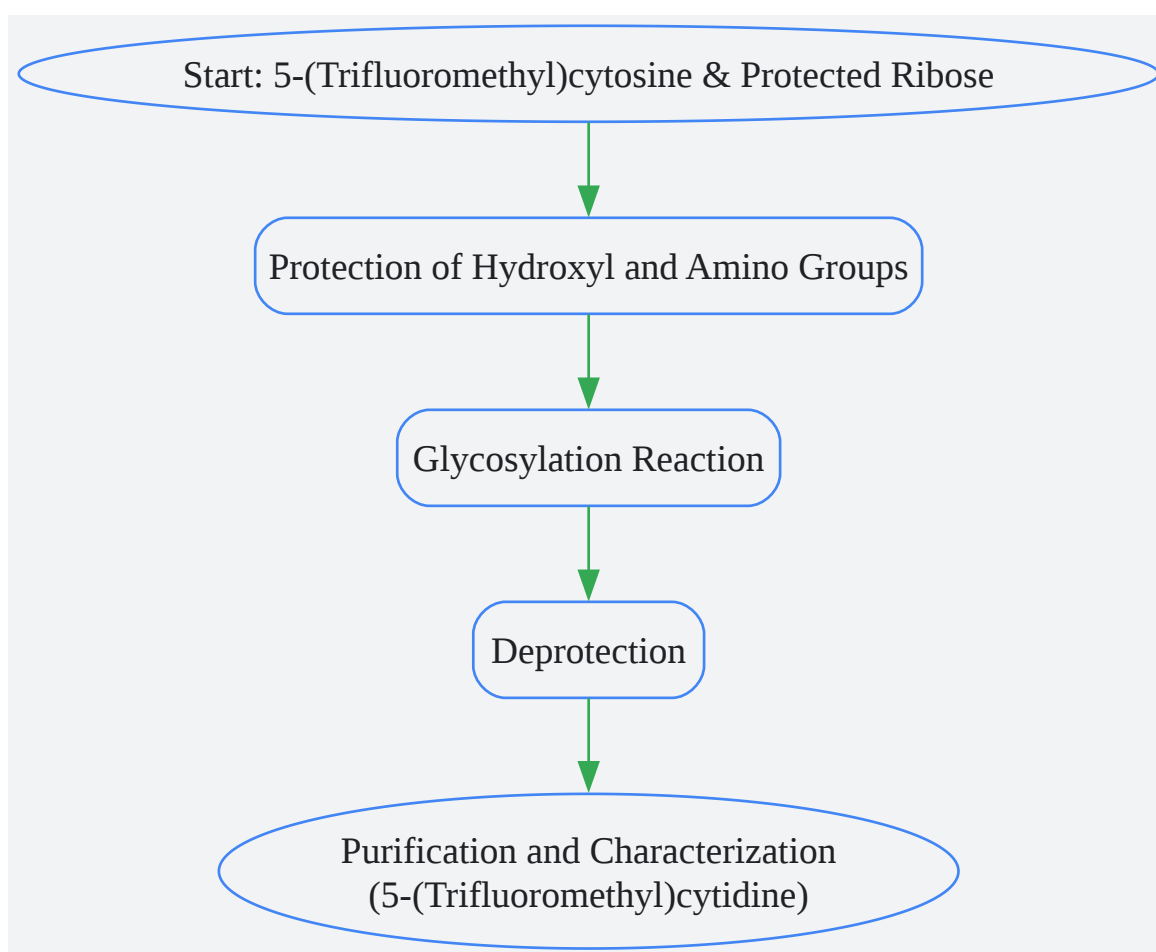 Start: 5-(Trifluoromethyl)cytosine & Protected Ribose
Protection of Hydroxyl and Amino Groups
Glycosylation Reaction
Deprotection
Purification and Characterization
(5-(Trifluoromethyl)cytidine)